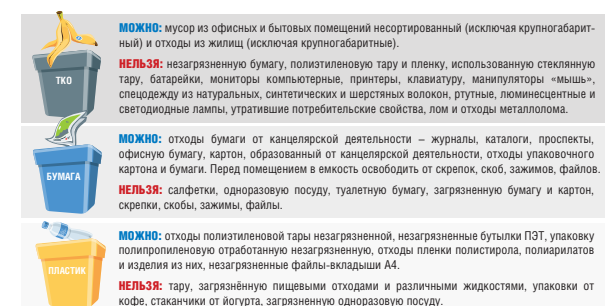 МОЖНО: мусор из офисных и бытовых помещений несортированный (исключая крупногабарит-
ный) и отходы из жилищ (исключая крупногабаритные).
НЕЛЬЗЯ: незагрязненную бумагу, полиэтиленовую тару и пленку, использованную стеклянную
тару, батарейки, мониторы компьютерные, принтеры, клавиатуру, манипуляторы «мышь»,
спецодежду из натуральных, синтетических и шерстяных волокон, ртутные, люминесцентные и
светодиодные лампы, утратившие потребительские свойства, лом и отходы металлолома.
ТКО
МОЖНО: отходы бумаги от канцелярской деятельности – журналы, каталоги, проспекты,
офисную бумагу, картон, образованный от канцелярской деятельности, отходы упаковочного
картона и бумаги. Перед помещением в емкость освободить от скрепок, скоб, зажимов, файлов.
НЕЛЬЗЯ: салфетки, одноразовую посуду, туалетную бумагу, загрязненную бумагу и картон,
скрепки, скобы, зажимы, файлы.
БУМАГА
МОЖНО: отходы полиэтиленовой тары незагрязненной, незагрязненные бутылки ПЭТ, упаковку
полипропиленовую отработанную незагрязненную, отходы пленки полистирола, полиарилатов
и изделия из них, незагрязненные файлы-вкладыши А4.
НЕЛЬЗЯ: тару, загрязнённую пищевыми отходами и различными жидкостями, упаковки от
кофе, стаканчики от йогурта, загрязненную одноразовую посуду.
ПЛАСТИК